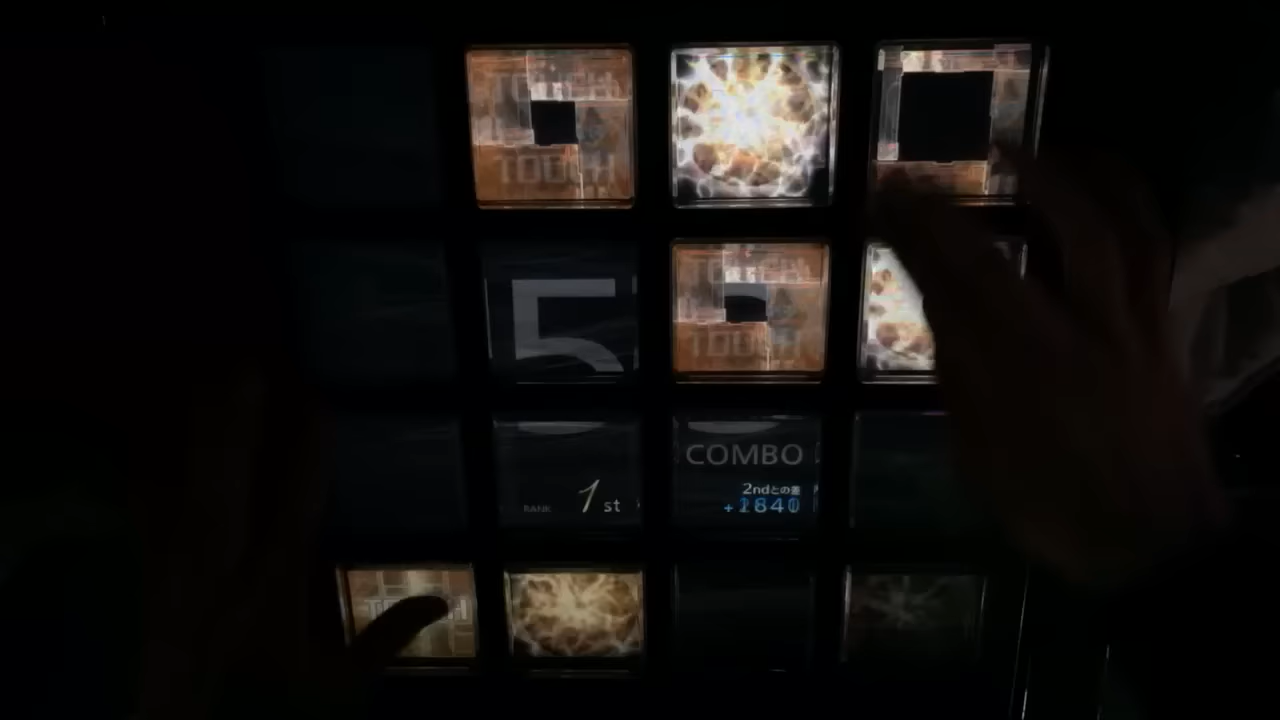 TOUCH
TOUCH
TOUCH
TOUCH
5
COMBO
RANK 1st
2ndとの差
+1840